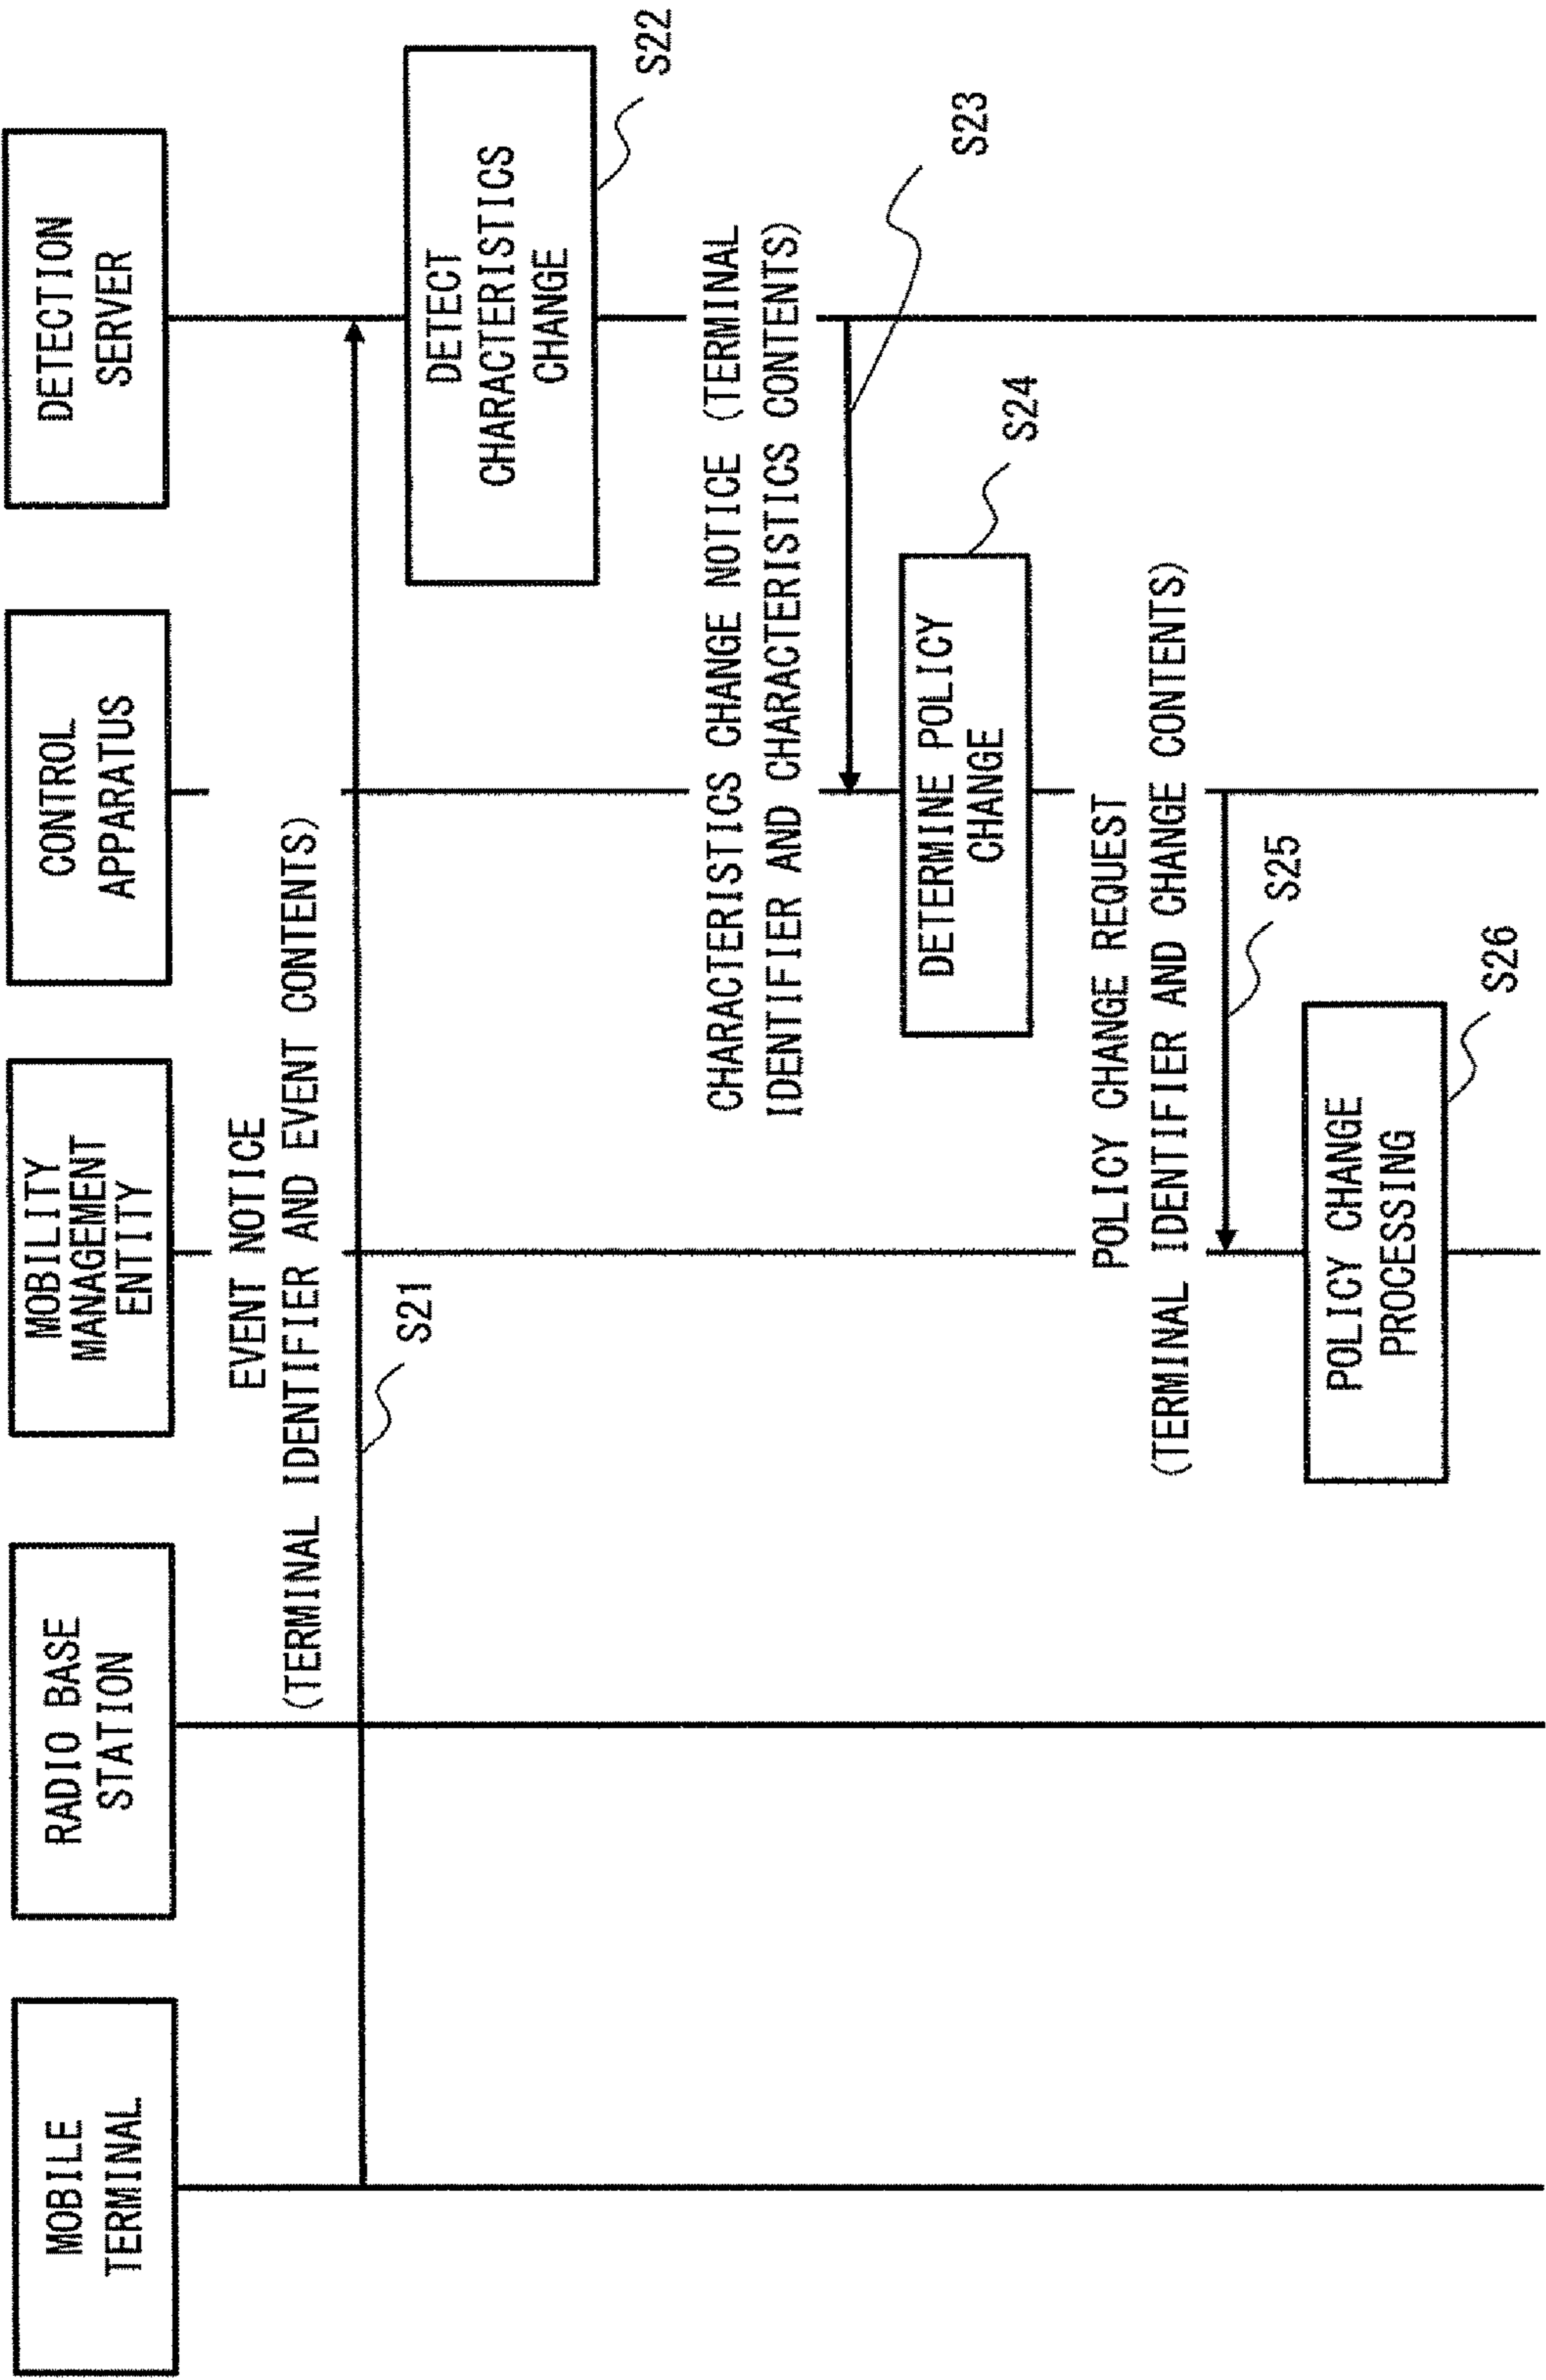 MOBILE
TERMINAL
RADIO BASE
STATION
MOBILITY
MANAGEMENT
ENTITY
CONTROL
APPARATUS
DETECTION
SERVER
EVENT NOTICE
(TERMINAL IDENTIFIER AND EVENT CONTENTS)
S21
DETECT
CHARACTERISTICS
CHANGE
S22
CHARACTERISTICS CHANGE NOTICE (TERMINAL
IDENTIFIER AND CHARACTERISTICS CONTENTS)
S23
DETERMINE POLICY
CHANGE
S24
POLICY CHANGE REQUEST
(TERMINAL IDENTIFIER AND CHANGE CONTENTS)
S25
POLICY CHANGE
PROCESSING
S26